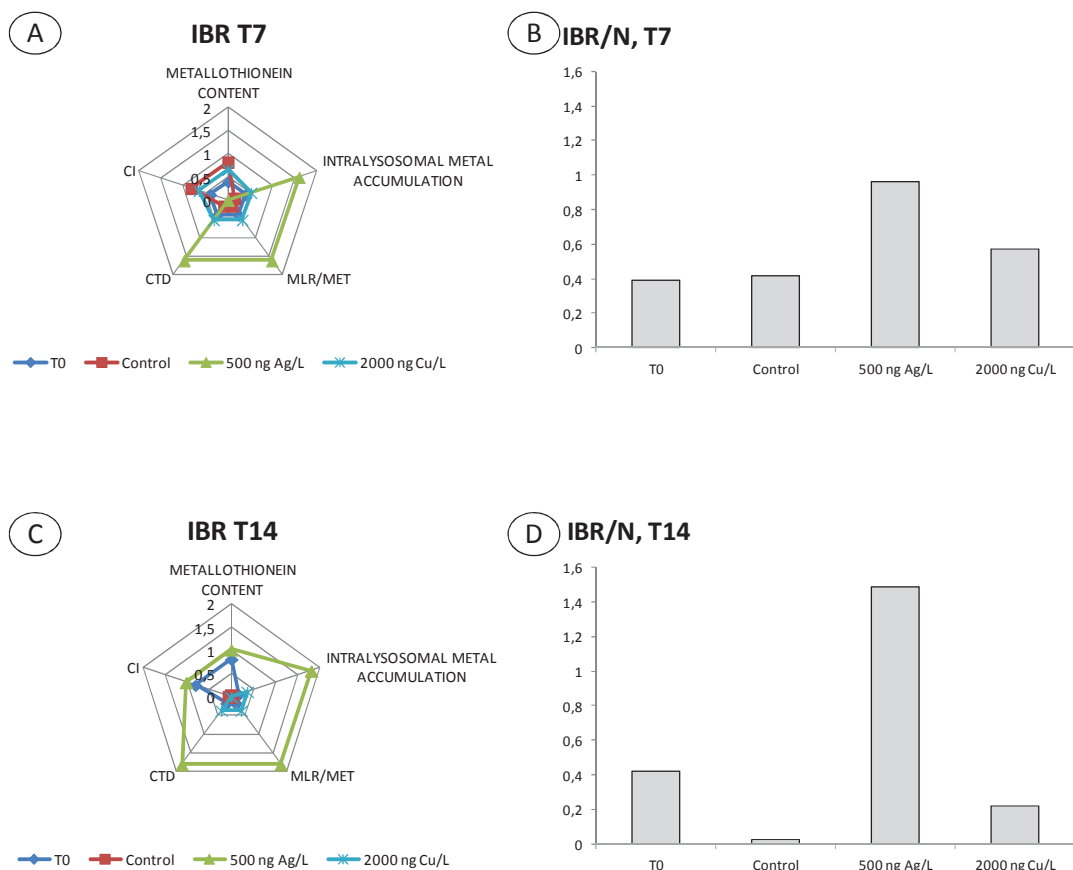 A
IBR T7
METALLOTHIONEIN
CONTENT
2
1,5
1
0,5
0
INTRALYSOSOMAL METAL
ACCUMULATION
MLR/MET
CTD
CI
T0 Control 500 ng Ag/L 2000 ng Cu/L
B
IBR/N, T7
1,6
1,4
1,2
1
0,8
0,6
0,4
0,2
0
T0 Control 500 ng Ag/L 2000 ng Cu/L
C
IBR T14
METALLOTHIONEIN
CONTENT
2
1,5
1
0,5
0
INTRALYSOSOMAL METAL
ACCUMULATION
MLR/MET
CTD
CI
T0 Control 500 ng Ag/L 2000 ng Cu/L
D
IBR/N, T14
1,6
1,4
1,2
1
0,8
0,6
0,4
0,2
0
T0 Control 500 ng Ag/L 2000 ng Cu/L